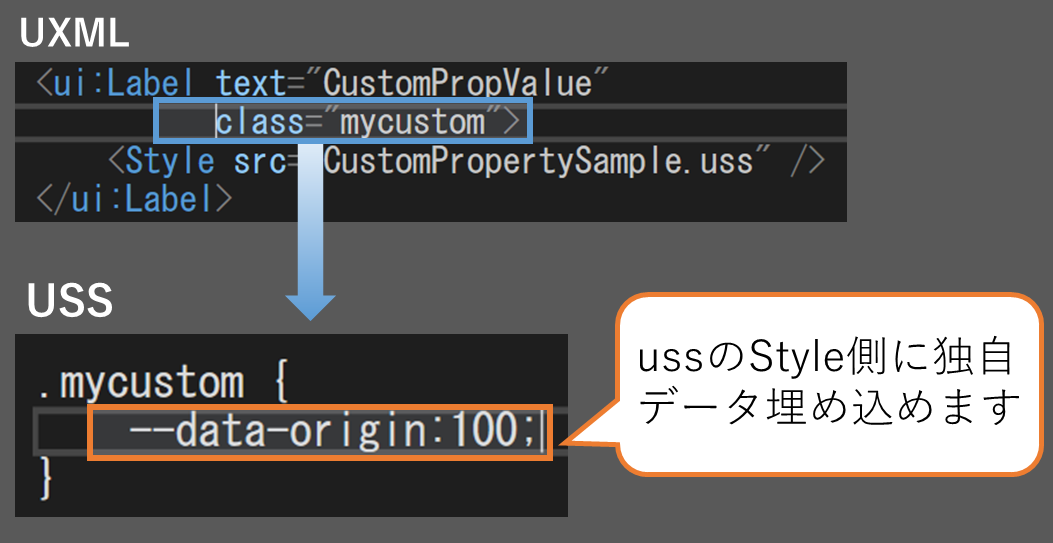 UXML
<ui:Label text="CustomPropValue"
class="mycustom">
<Style src= CustomPropertySample.uss" />
</ui:Label>
USS
.mycustom {
--data-origin:100;
}
ussのStyle側に独自
データ埋め込めます